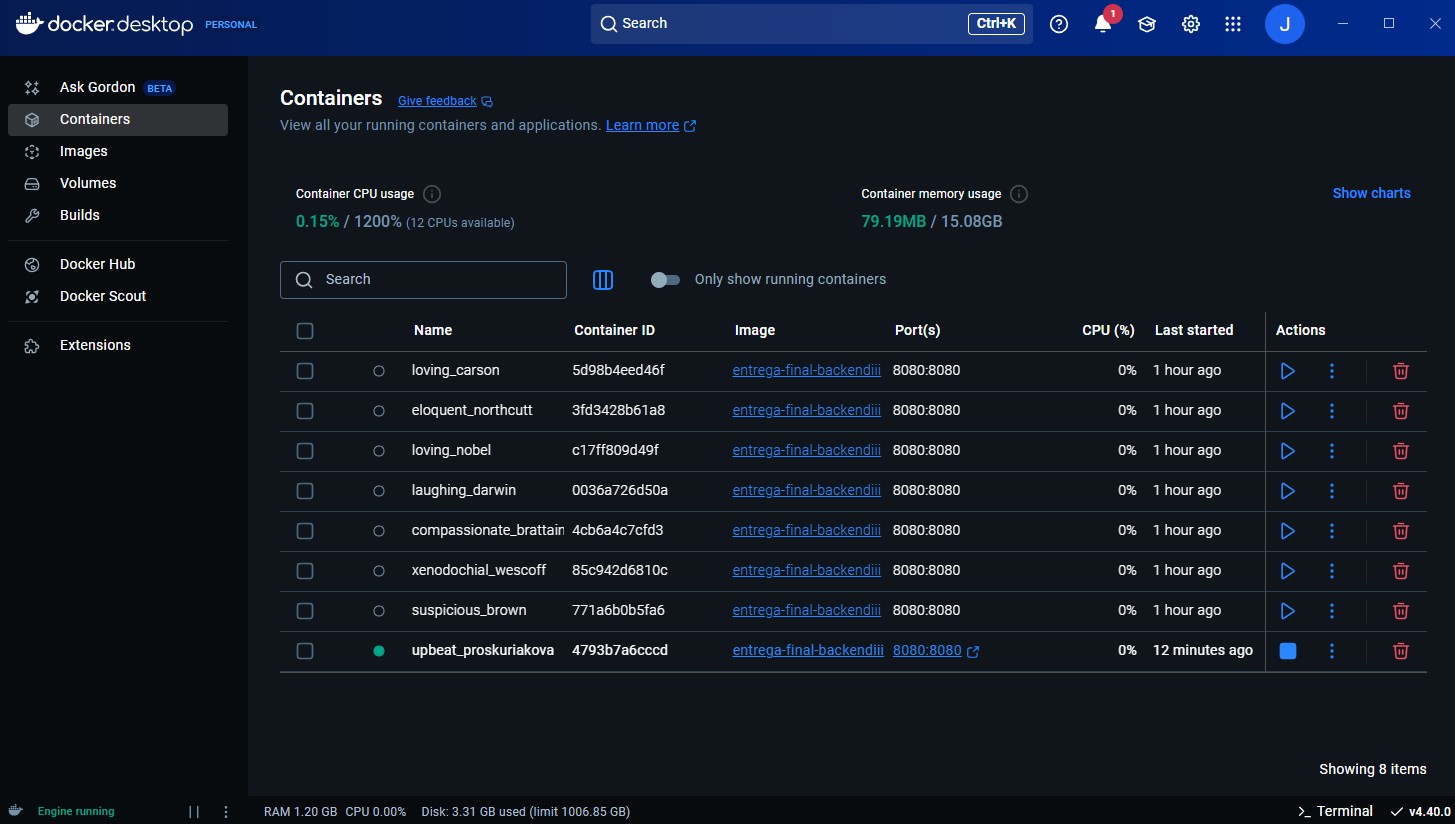 docker.desktop PERSONAL Search Ctrl+K 1 J
Ask Gordon BETA
Containers
Images
Volumes
Builds
Docker Hub
Docker Scout
Extensions
Containers Give feedback
View all your running containers and applications. Learn more
Container CPU usage
0.15% / 1200% (12 CPUs available)
Container memory usage
79.19MB / 15.08GB
Show charts
Search
Only show running containers
Name Container ID Image Port(s) CPU (%) Last started Actions
loving_carson 5d98b4eed46f entrega-final-backendiii 8080:8080 0% 1 hour ago
eloquent_northcutt 3fd3428b61a8 entrega-final-backendiii 8080:8080 0% 1 hour ago
loving_nobel c17ff809d49f entrega-final-backendiii 8080:8080 0% 1 hour ago
laughing_darwin 0036a726d50a entrega-final-backendiii 8080:8080 0% 1 hour ago
compassionate_brattain 4cb6a4c7cfd3 entrega-final-backendiii 8080:8080 0% 1 hour ago
xenodochial_wescoff 85c942d6810c entrega-final-backendiii 8080:8080 0% 1 hour ago
suspicious_brown 771a6b0b5fa6 entrega-final-backendiii 8080:8080 0% 1 hour ago
upbeat_proskuriakova 4793b7a6cccd entrega-final-backendiii 8080:8080 0% 12 minutes ago
Showing 8 items
Engine running RAM 1.20 GB CPU 0.00% Disk: 3.31 GB used (limit 1006.85 GB) Terminal v4.40.0